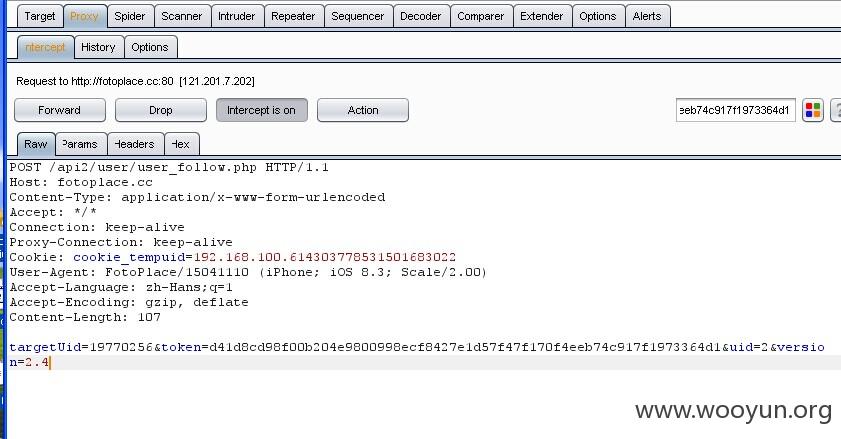 Target Proxy Spider Scanner Intruder Repeater Sequencer Decoder Comparer Extender Options Alerts
ntercept History Options
Request to http://fotoplace.cc:80 [121.201.7.202]
Forward Drop Intercept is on Action eeb74c917f1973364d1 ?
Raw Params Headers Hex
POST /api2/user/user_follow.php HTTP/1.1
Host: fotoplace.cc
Content-Type: application/x-www-form-urlencoded
Accept: */*
Connection: keep-alive
Proxy-Connection: keep-alive
Cookie: cookie_tempuid=192.168.100.614303778531501683022
User-Agent: FotoPlace/15041110 (iPhone; iOS 8.3; Scale/2.00)
Accept-Language: zh-Hans;q=1
Accept-Encoding: gzip, deflate
Content-Length: 107
targetUid=19770256&token=d41d8cd98f00b204e9800998ecf8427e1d57f47f170f4eeb74c917f1973364d1&uid=2&versio
n=2.4
www.wooyun.org